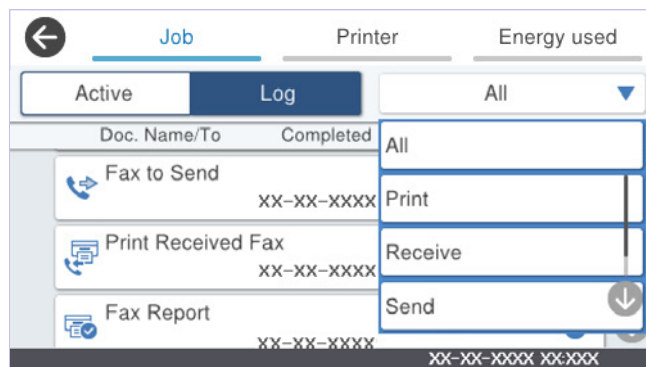 Job Printer Energy used
Active Log All
Doc. Name/To Completed
All
Fax to Send
XX-XX-XXXX
Print
Print Received Fax
XX-XX-XXXX
Receive
Fax Report
XX-XX-XXXX
Send
XX-XX-XXXX XX:XXX